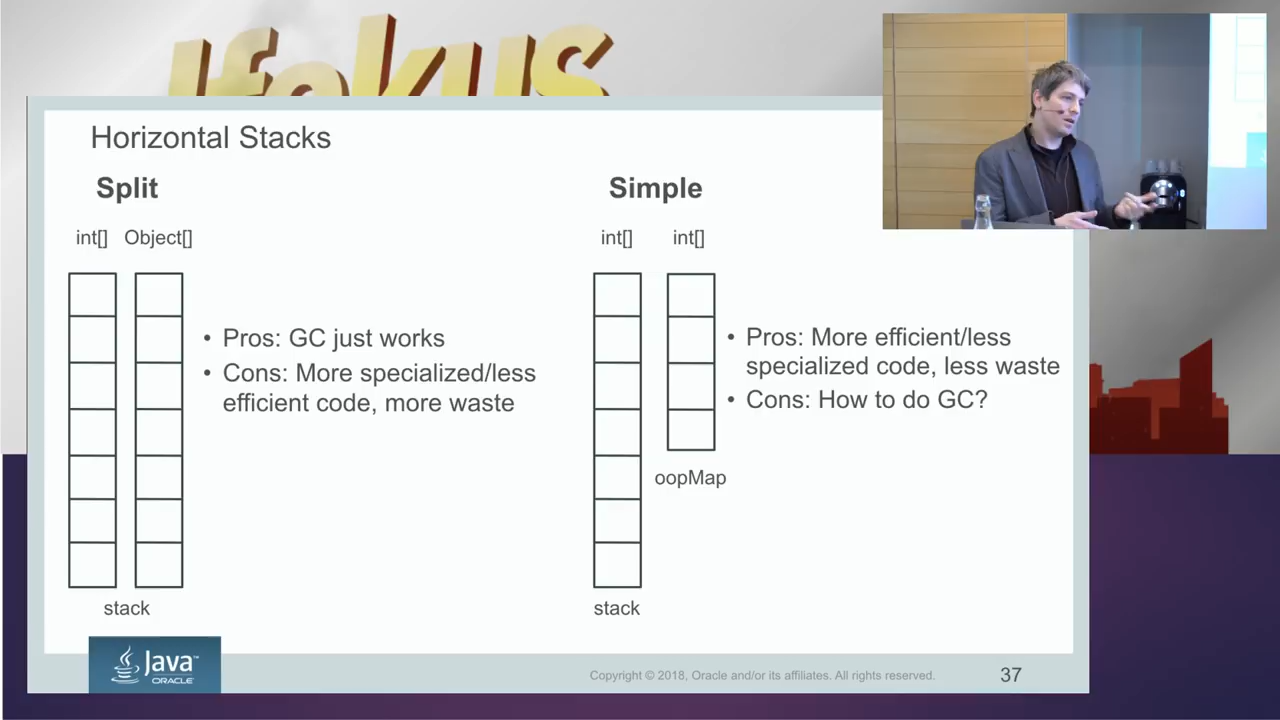 Jfokus
Horizontal Stacks
Split
int[] Object[]
• Pros: GC just works
• Cons: More specialized/less
efficient code, more waste
stack
Simple
int[] int[]
• Pros: More efficient/less
specialized code, less waste
• Cons: How to do GC?
oopMap
stack
Java™
ORACLE
Copyright © 2018, Oracle and/or its affiliates. All rights reserved.
37